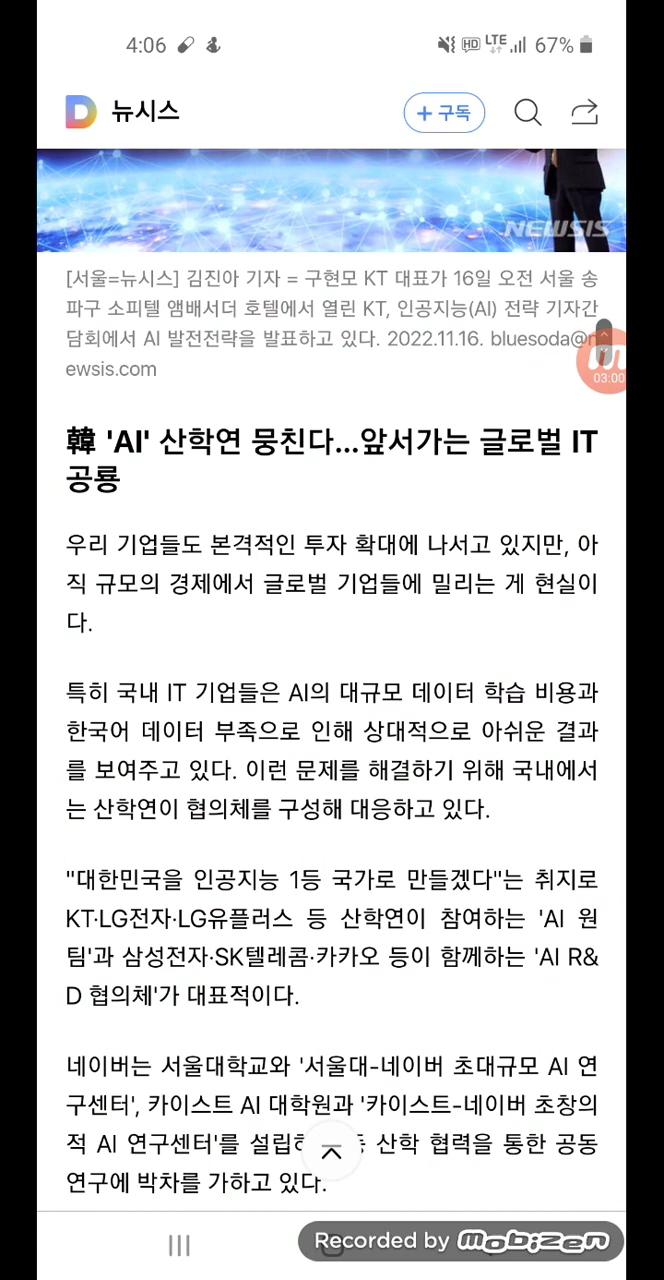 4:06
HD LTE 67%
뉴시스
+ 구독
NEWSIS
[서울=뉴시스] 김진아 기자 = 구현모 KT 대표가 16일 오전 서울 송
파구 소피텔 앰배서더 호텔에서 열린 KT, 인공지능(AI) 전략 기자간
담회에서 AI 발전전략을 발표하고 있다. 2022.11.16. bluesoda@n
ewsis.com
03:00
韓 'AI' 산학연 뭉친다…앞서가는 글로벌 IT
공룡
우리 기업들도 본격적인 투자 확대에 나서고 있지만, 아
직 규모의 경제에서 글로벌 기업들에 밀리는 게 현실이
다.
특히 국내 IT 기업들은 AI의 대규모 데이터 학습 비용과
한국어 데이터 부족으로 인해 상대적으로 아쉬운 결과
를 보여주고 있다. 이런 문제를 해결하기 위해 국내에서
는 산학연이 협의체를 구성해 대응하고 있다.
"대한민국을 인공지능 1등 국가로 만들겠다"는 취지로
KT·LG전자·LG유플러스 등 산학연이 참여하는 'AI 원
팀'과 삼성전자·SK텔레콤·카카오 등이 함께하는 'AI R&
D 협의체'가 대표적이다.
네이버는 서울대학교와 '서울대-네이버 초대규모 AI 연
구센터', 카이스트 AI 대학원과 '카이스트-네이버 초창의
적 AI 연구센터'를 산학 협력을 통한 공동
연구에 박차를 가하고 있다.
Recorded by mobizen